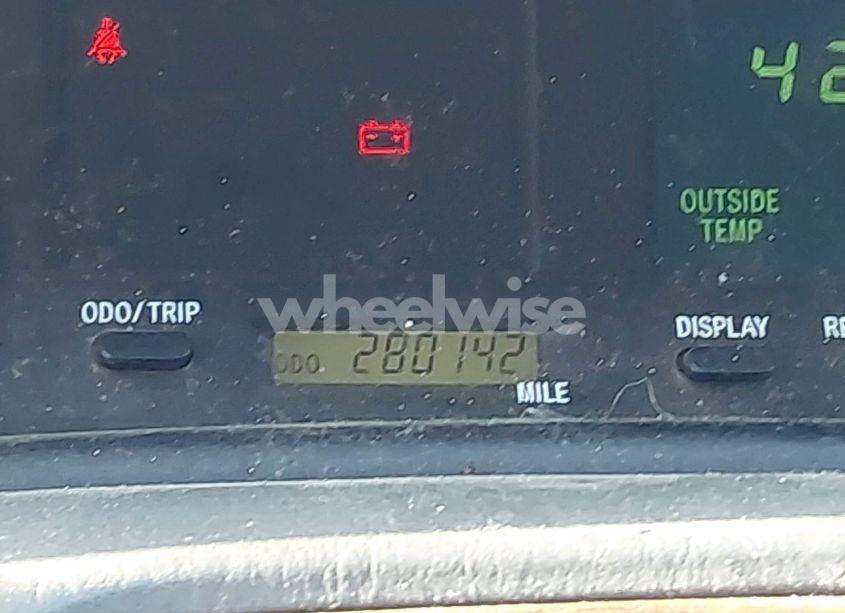 42
OUTSIDE
TEMP
wheelwise
ODO/TRIP
DISPLAY
ODO 280142
MILE